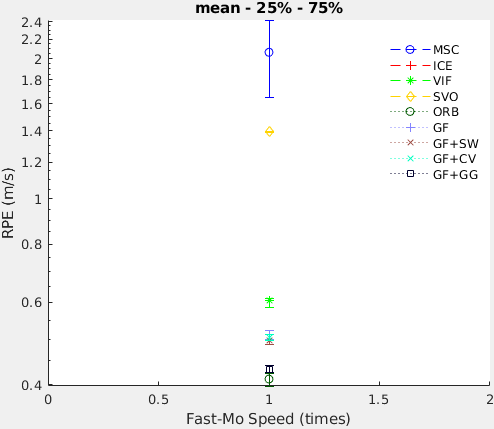 mean - 25% - 75%
2.4
2.2
2
1.8
1.6
1.4
1.2
1
0.6
0.4
RPE (m/s)
0
0.5
1
1.5
2
Fast-Mo Speed (times)
MSC
ICE
VIF
SVO
ORB
GF
GF+SW
GF+CV
GF+GG